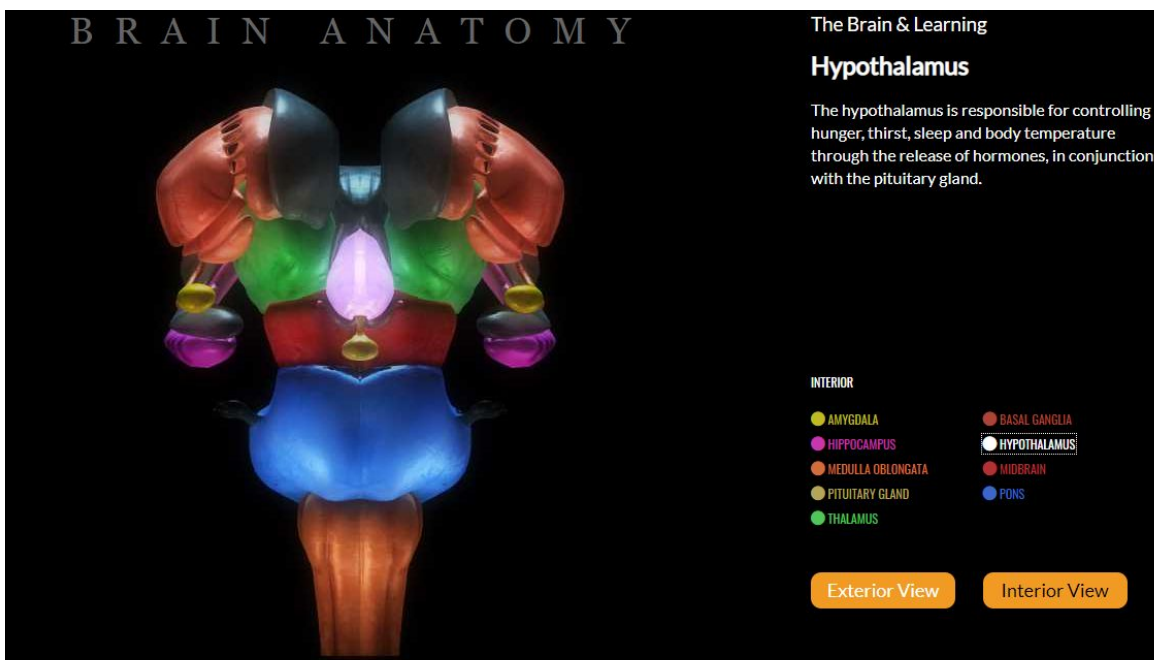 BRAIN ANATOMY
The Brain & Learning
Hypothalamus
The hypothalamus is responsible for controlling
hunger, thirst, sleep and body temperature
through the release of hormones, in conjunction
with the pituitary gland.
INTERIOR
AMYGDALA
BASAL GANGLIA
HIPPOCAMPUS
HYPOTHALAMUS
MEDULLA OBLONGATA
MIDBRAIN
PITUITARY GLAND
PONS
THALAMUS
Exterior View
Interior View